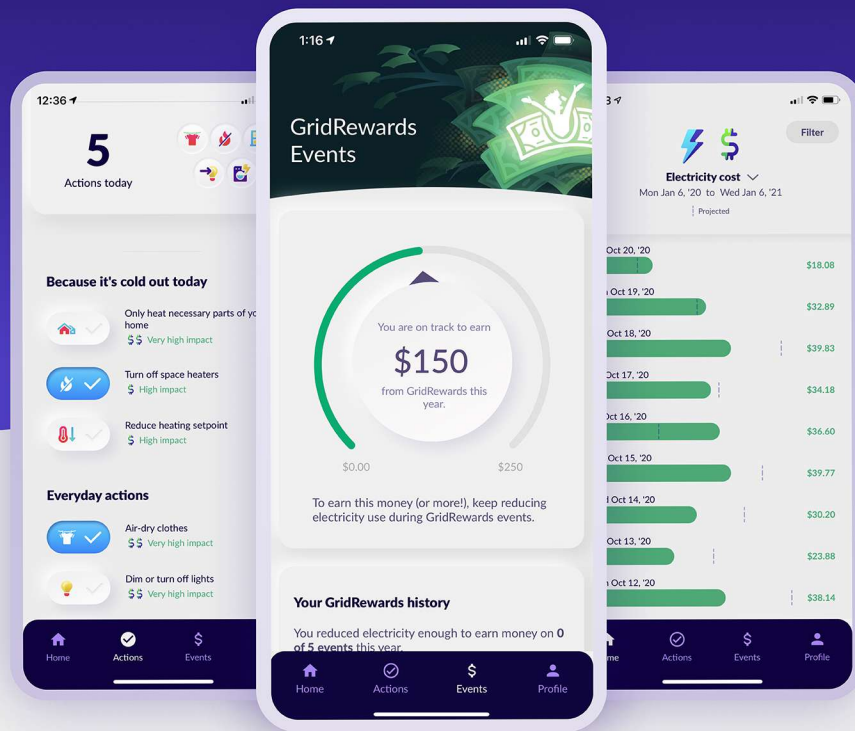 12:36
5
Actions today
Because it's cold out today
Only heat necessary parts of
home
$$ Very high impact
Turn off space heaters
$ High impact
Reduce heating setpoint
$ High impact
Everyday actions
Air-dry clothes
$$ Very high impact
Dim or turn off lights
$$ Very high impact
Home
Actions
Events
1:16
GridRewards
Events
You are on track to earn
$150
from GridRewards this
year.
$0.00
$250
To earn this money (or more!), keep reducing
electricity use during GridRewards events.
Your GridRewards history
You reduced electricity enough to earn money on 0
of 5 events this year.
Home
Actions
Events
Profile
Filter
Electricity cost
Mon Jan 6, '20 to Wed Jan 6, '21
Projected
Oct 20, '20
$18.08
Oct 19, '20
$32.89
Oct 18, '20
$39.83
Oct 17, '20
$34.18
Oct 16, '20
$36.60
Oct 15, '20
$39.77
Oct 14, '20
$30.20
Oct 13, '20
$23.88
Oct 12, '20
$38.14
Actions
Events
Profile